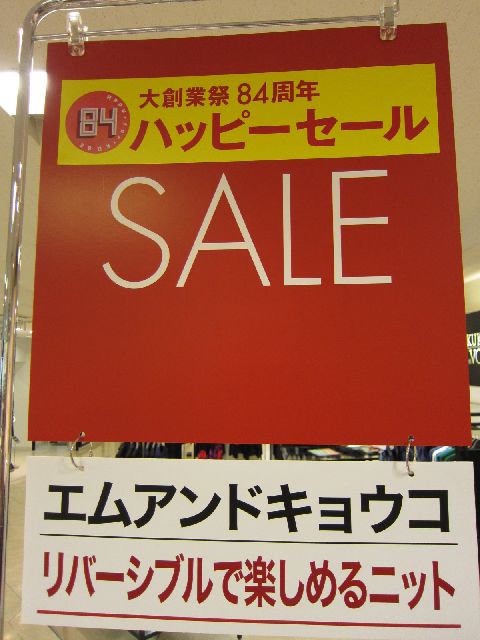 84
大創業祭 84周年
ハッピーセール
SALE
エムアンドキョウコ
リバーシブルで楽しめるニット